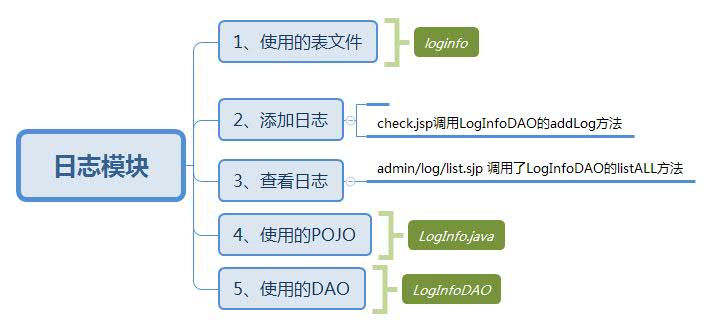 日志模块
1、使用的表文件
loginfo
2、添加日志
check.jsp调用LogInfoDAO的addLog方法
3、查看日志
admin/log/list.sjp 调用了LogInfoDAO的listALL方法
4、使用的POJO
LogInfo.java
5、使用的DAO
LogInfoDAO